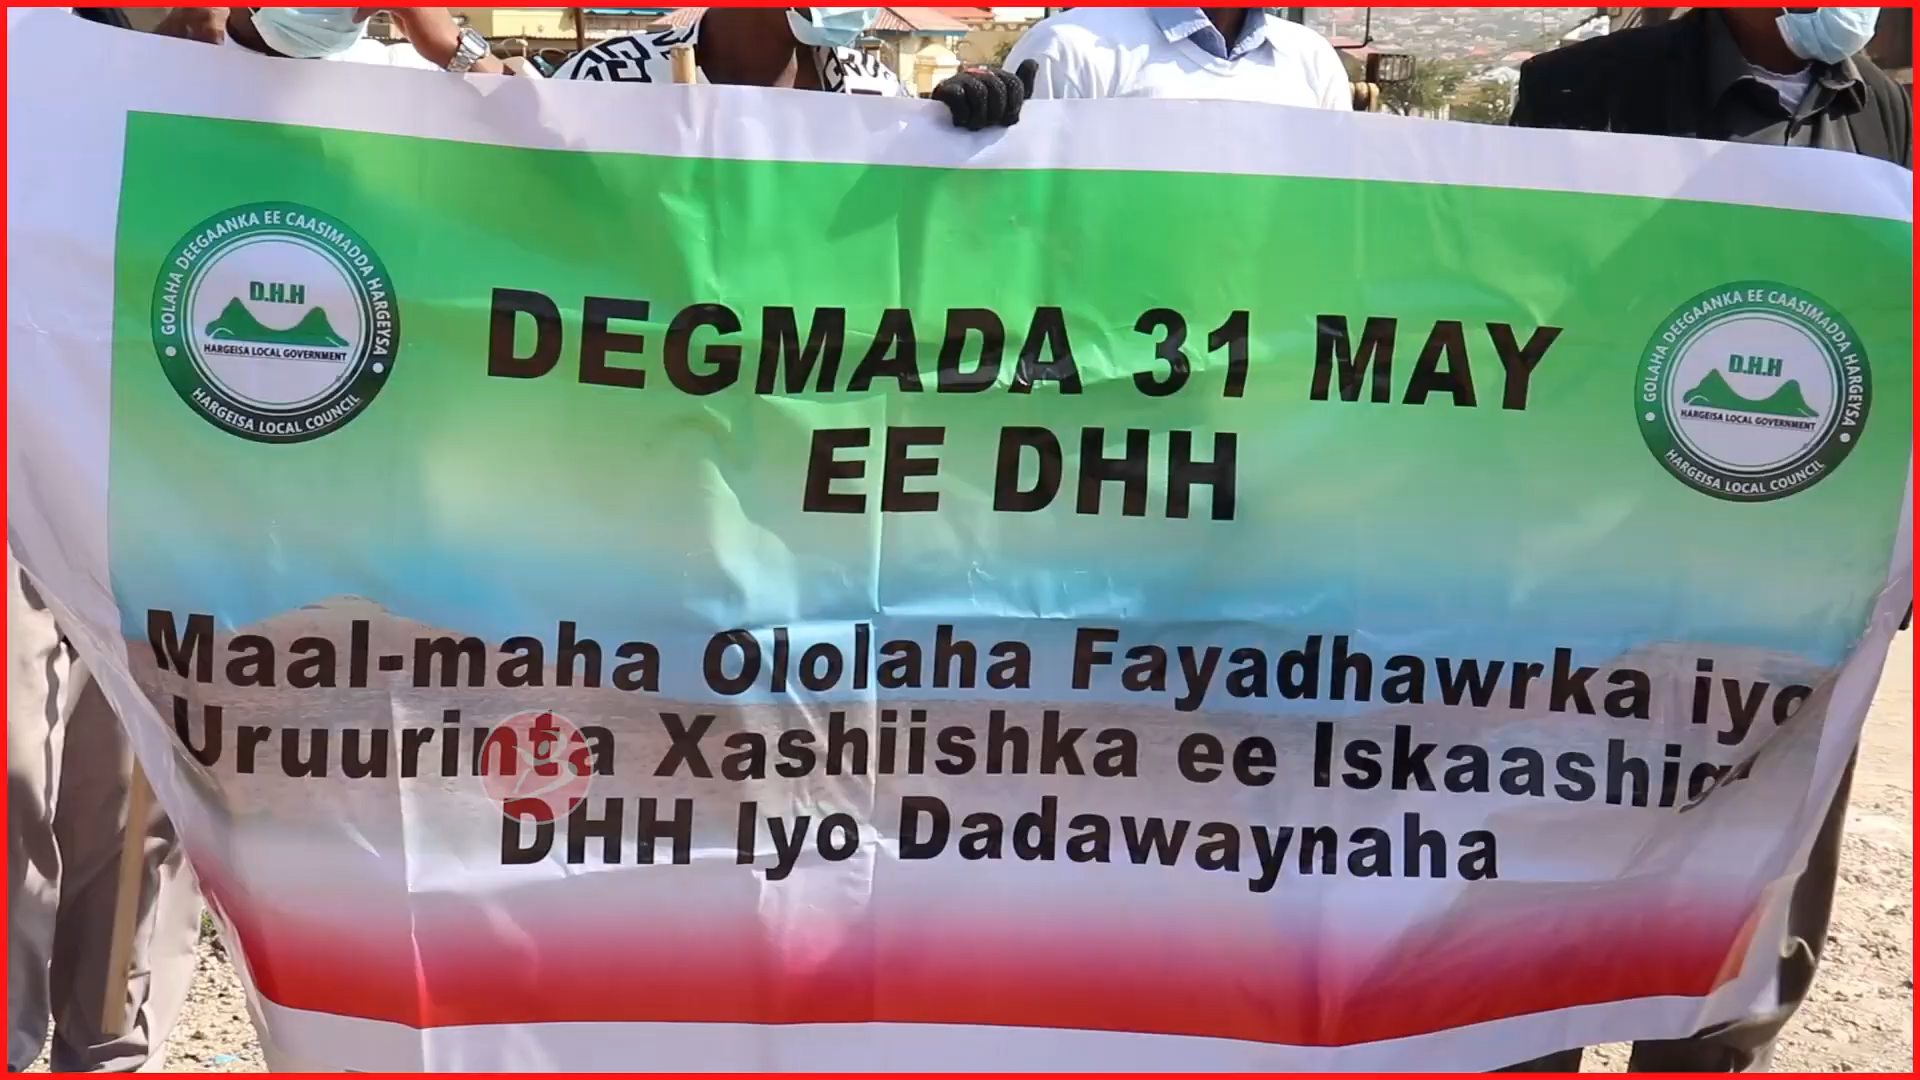 GOLAHA DEEGAANKA EE CAASIMADDA HARGEYSA
D.H.H
HARGEISA LOCAL GOVERNMENT
HARGEISA LOCAL COUNCIL
DEGMADA 31 MAY
EE DHH
GOLAHA DEEGAANKA EE CAASIMADDA HARGEYSA
D.H.H
HARGEISA LOCAL GOVERNMENT
HARGEISA LOCAL COUNCIL
Maal-maha Ololaha Fayadhawrka iyo
Uruurinta Xashiishka ee
DHH Iyo Dadawaynaha